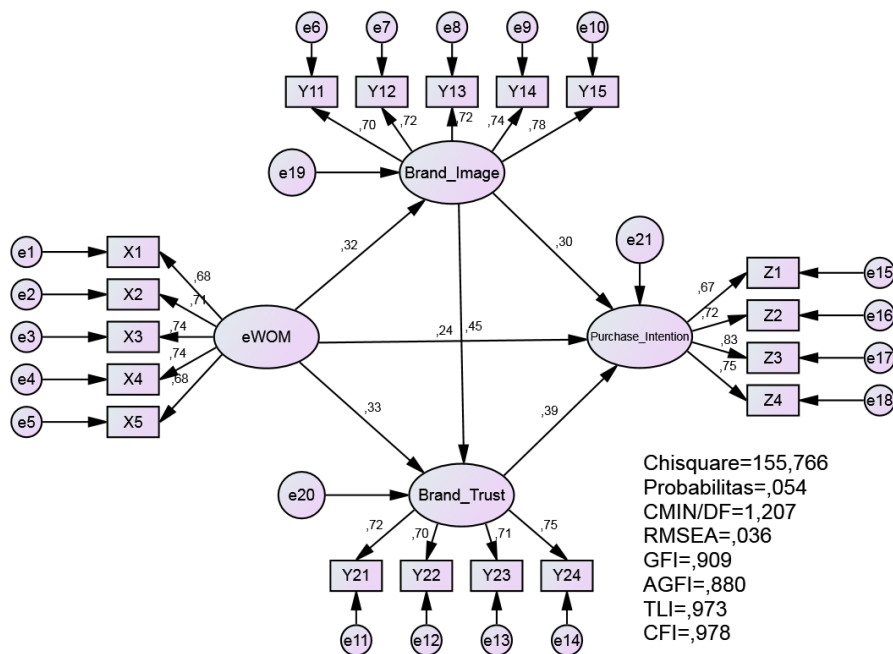 e6 e7 e8 e9 e10
Y11 Y12 Y13 Y14 Y15
,70 ,72 ,72 ,74 ,78
Brand_Image
e19
,32 ,30
e21
e1 X1 ,68
e2 X2 ,71
e3 X3 ,74
e4 X4 ,74
e5 X5 ,68
eWOM
,24 ,45
Purchase_Intention
,67 Z1 e15
,72 Z2 e16
,83 Z3 e17
,75 Z4 e18
,33 ,39
e20
Brand_Trust
,72 ,70 ,71 ,75
Y21 Y22 Y23 Y24
e11 e12 e13 e14
Chisquare=155,766
Probabilitas=,054
CMIN/DF=1,207
RMSEA=,036
GFI=,909
AGFI=,880
TLI=,973
CFI=,978